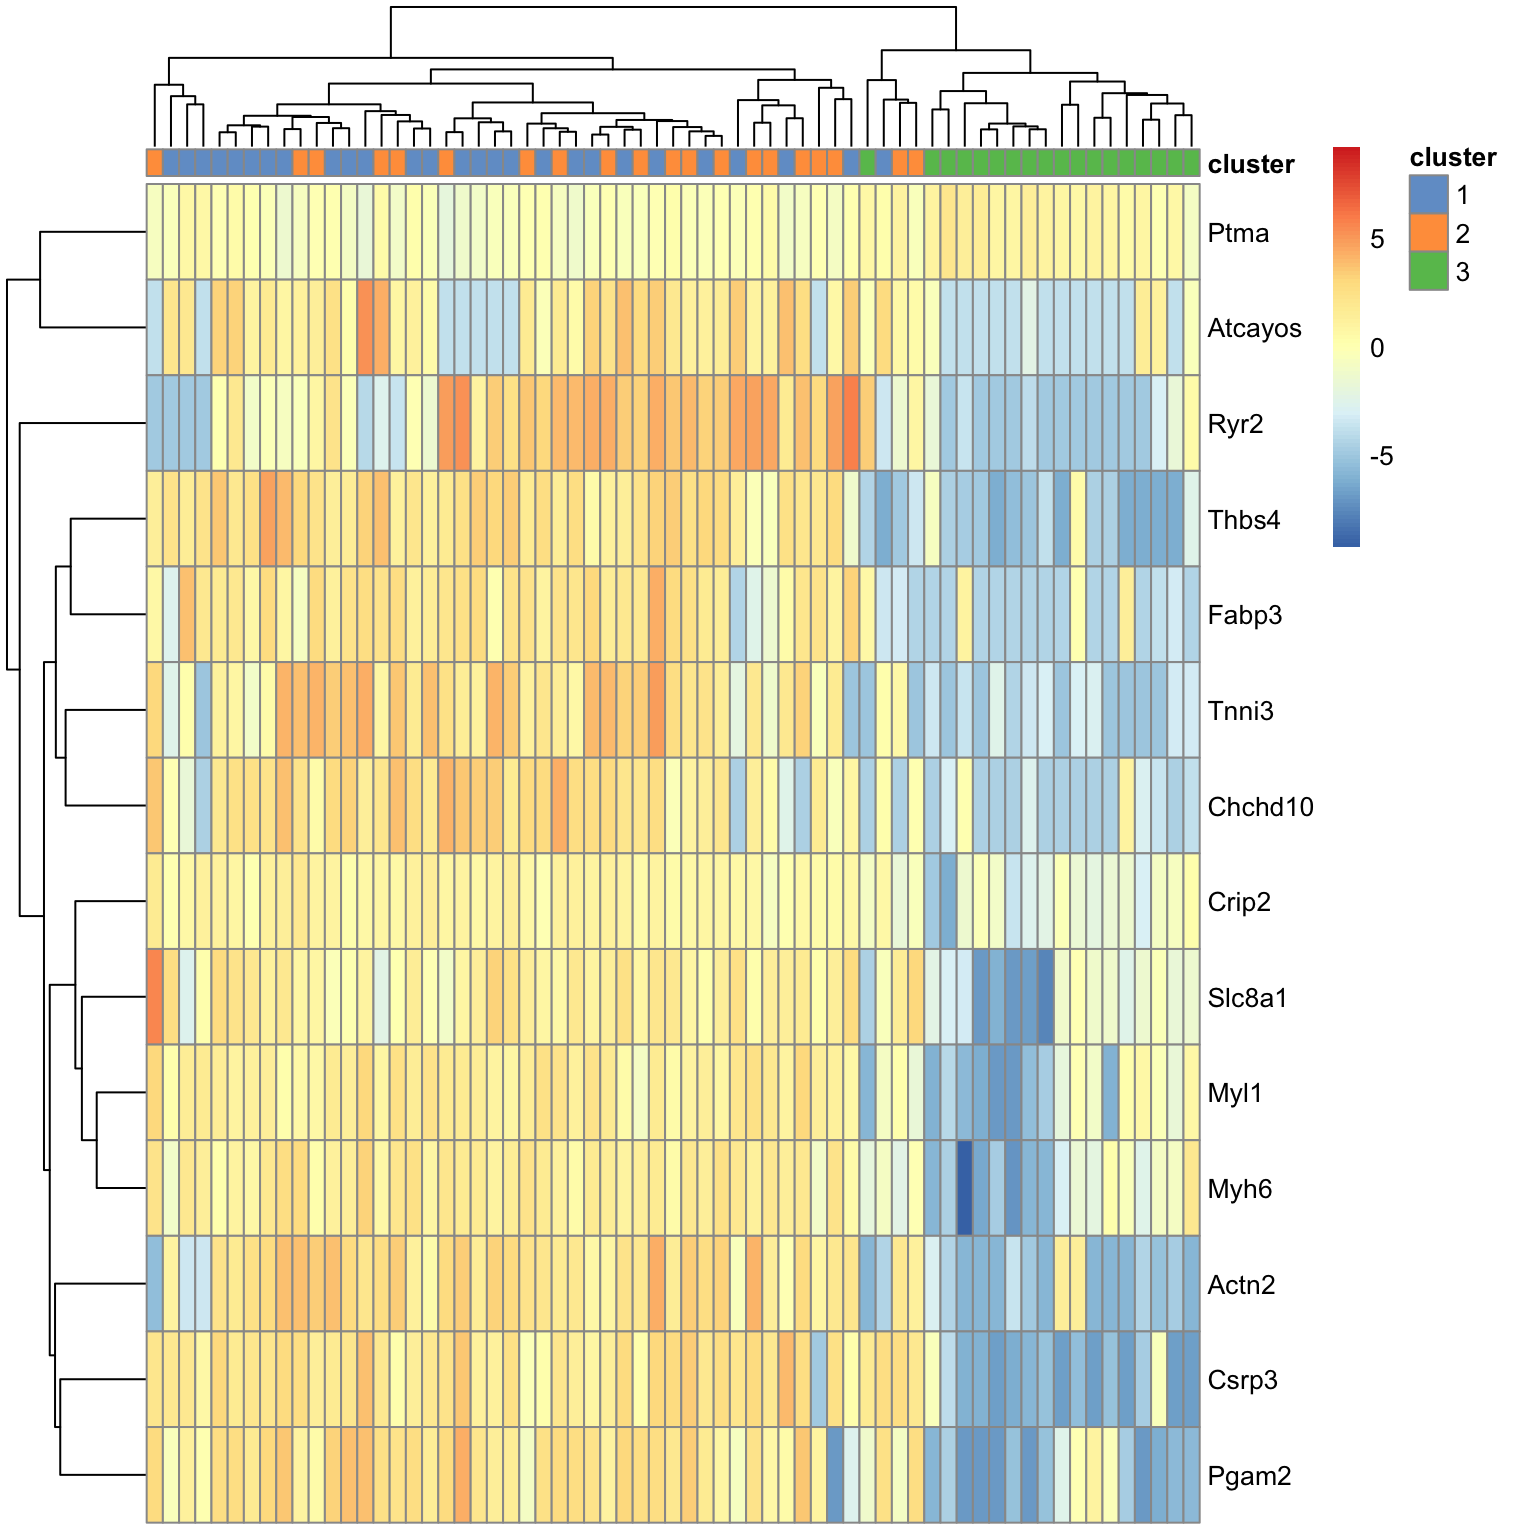 cluster
Ptma
Atcayos
Ryr2
Thbs4
Fabp3
Tnni3
Chchd10
Crip2
Slc8a1
Myl1
Myh6
Actn2
Csrp3
Pgam2
5
0
-5
cluster
1
2
3